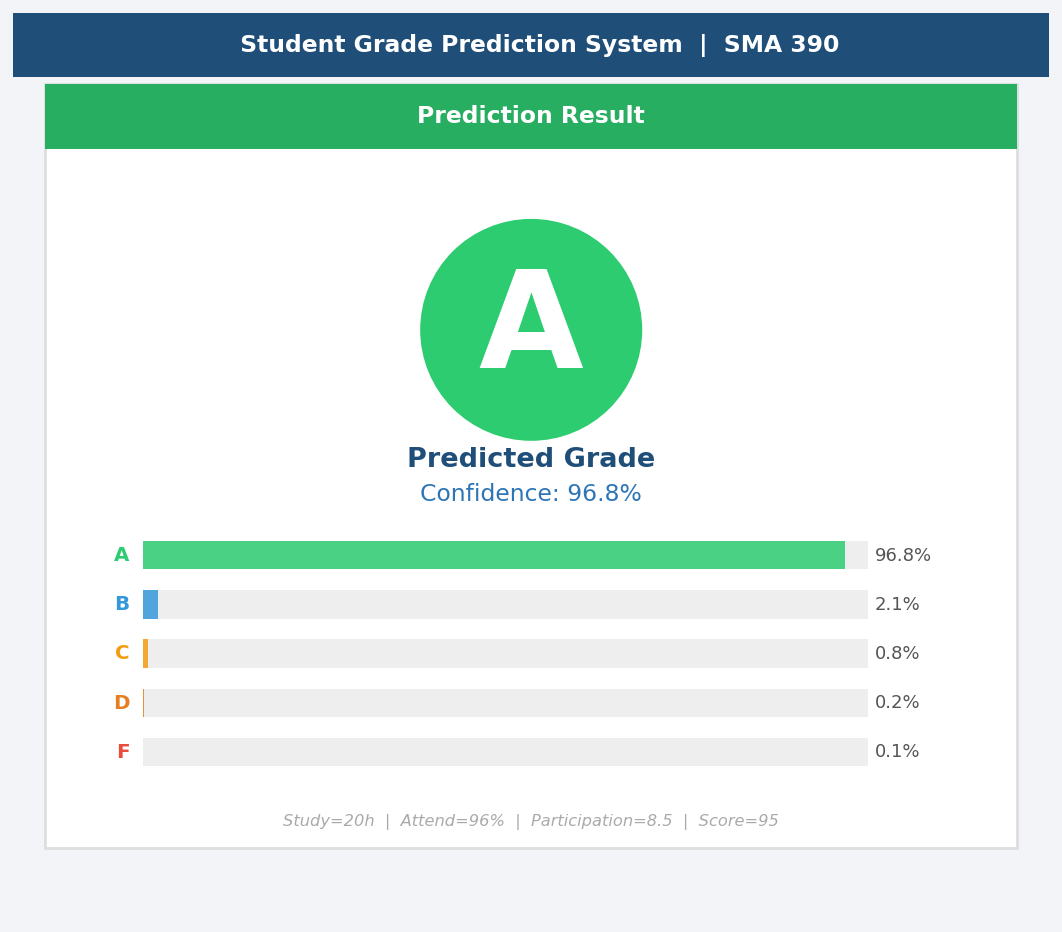 Student Grade Prediction System | SMA 390
Prediction Result
A
Predicted Grade
Confidence: 96.8%
A 96.8%
B 2.1%
C 0.8%
D 0.2%
F 0.1%
Study=20h | Attend=96% | Participation=8.5 | Score=95